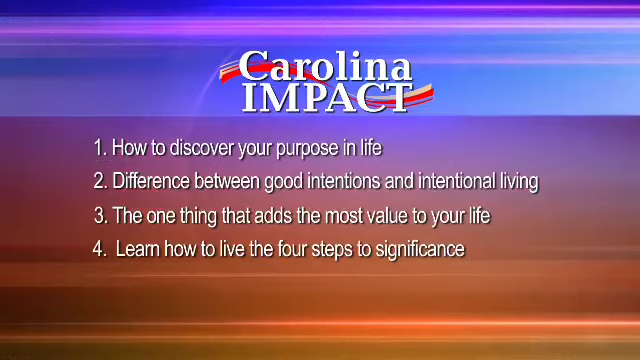 Carolina
IMPACT
1. How to discover your purpose in life
2. Difference between good intentions and intentional living
3. The one thing that adds the most value to your life
4. Learn how to live the four steps to significance